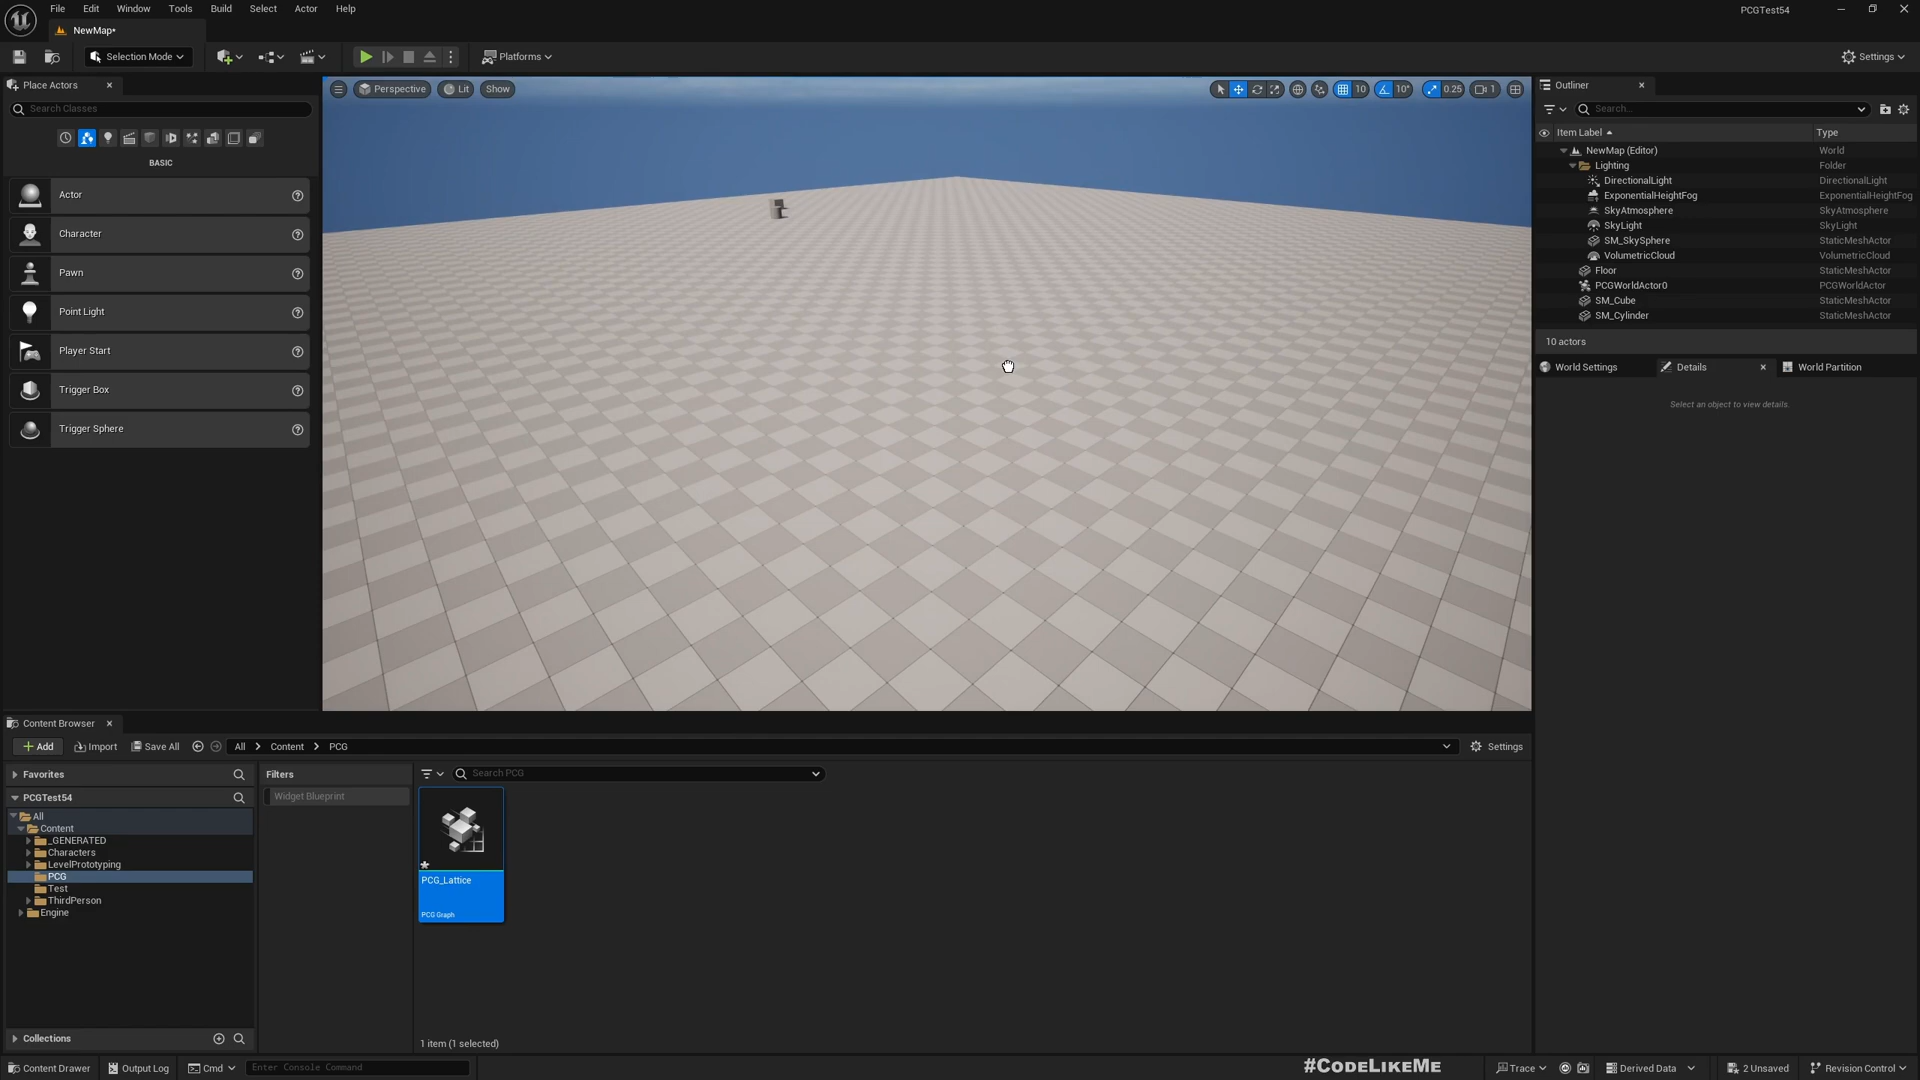 File Edit Window Tools Build Select Actor Help
PCGTest54
NewMap*
Selection Mode
Platforms
Settings
Place Actors
Search Classes
BASIC
Actor
Character
Pawn
Point Light
Player Start
Trigger Box
Trigger Sphere
Perspective Lit Show
10 10° 0.25 1
Outliner
Search...
Item Label Type
NewMap (Editor) World
Lighting Folder
DirectionalLight DirectionalLight
ExponentialHeightFog ExponentialHeightFog
SkyAtmosphere SkyAtmosphere
SkyLight SkyLight
SM_SkySphere StaticMeshActor
VolumetricCloud VolumetricCloud
Floor StaticMeshActor
PCGWorldActor0 PCGWorldActor
SM_Cube StaticMeshActor
SM_Cylinder StaticMeshActor
10 actors
World Settings Details World Partition
Select an object to view details.
Content Browser
Add Import Save All All Content PCG Settings
Favorites
PCGTest54
All
Content
_GENERATED
Characters
LevelPrototyping
PCG
Test
ThirdPerson
Engine
Collections
Filters
Widget Blueprint
Search PCG
PCG_Lattice
PCG Graph
1 item (1 selected)
#CODELIKEME
Content Drawer Output Log Cmd Enter Console Command Trace Derived Data 2 Unsaved Revision Control